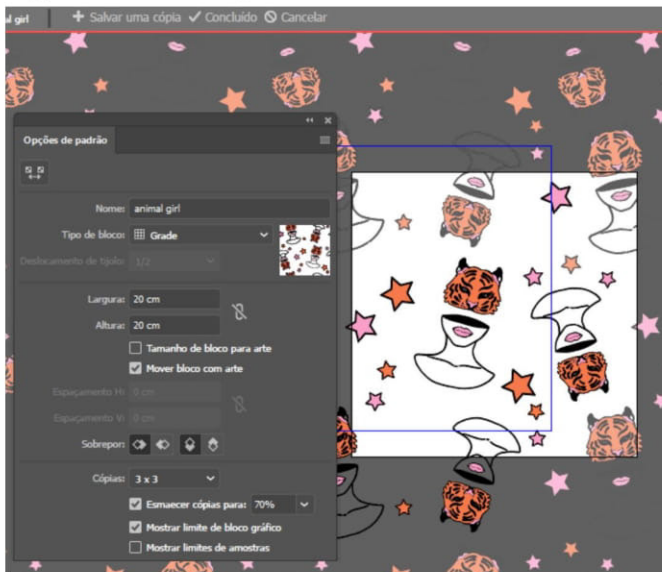 al girl Salvar uma cópia Concluído Cancelar
Opções de padrão
Nome: animal girl
Tipo de bloco: Grade
Deslocamento de tijolo: 1/2
Largura: 20 cm
Altura: 20 cm
Tamanho de bloco para arte
Mover bloco com arte
Espaçamento H: 0 cm
Espaçamento V: 0 cm
Sobrepor:
Cópias: 3 x 3
Esmaecer cópias para: 70%
Mostrar limite de bloco gráfico
Mostrar limites de amostras